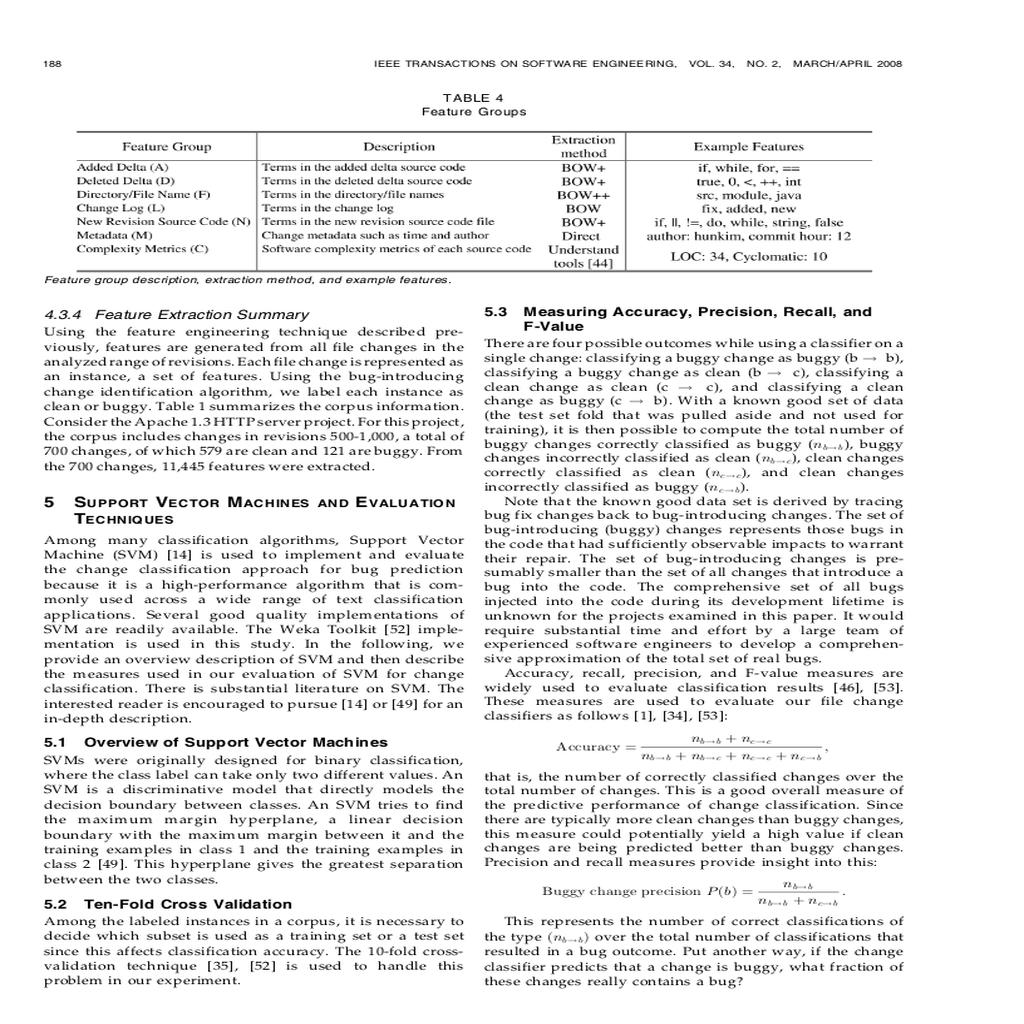 188
IEEE TRANSACTIONS ON SOFTWARE ENGINEERING, VOL. 34, NO. 2, MARCH/APRIL 2008
TABLE 4
Feature Groups
Feature Group | Description | Extraction method | Example Features
Added Delta (A) | Terms in the added delta source code | BOW+ | if, while, for, ==
Deleted Delta (D) | Terms in the deleted delta source code | BOW+ | true, 0, <, ++, int
Directory/File Name (F) | Terms in the directory/file names | BOW++ | src, module, java
Change Log (L) | Terms in the change log | BOW | fix, added, new
New Revision Source Code (N) | Terms in the new revision source code file | BOW+ | if, ||, !=, do, while, string, false
Metadata (M) | Change metadata such as time and author | Direct | author: hunkim, commit hour: 12
Complexity Metrics (C) | Software complexity metrics of each source code | Understand tools [44] | LOC: 34, Cyclomatic: 10
Feature group description, extraction method, and example features.
4.3.4 Feature Extraction Summary
Using the feature engineering technique described pre-
viously, features are generated from all file changes in the
analyzed range of revisions. Each file change is represented as
an instance, a set of features. Using the bug-introducing
change identification algorithm, we label each instance as
clean or buggy. Table 1 summarizes the corpus information.
Consider the Apache 1.3 HTTP server project. For this project,
the corpus includes changes in revisions 500-1,000, a total of
700 changes, of which 579 are clean and 121 are buggy. From
the 700 changes, 11,445 features were extracted.
5 SUPPORT VECTOR MACHINES AND EVALUATION
TECHNIQUES
Among many classification algorithms, Support Vector
Machine (SVM) [14] is used to implement and evaluate
the change classification approach for bug prediction
because it is a high-performance algorithm that is com-
monly used across a wide range of text classification
applications. Several good quality implementations of
SVM are readily available. The Weka Toolkit [52] imple-
mentation is used in this study. In the following, we
provide an overview description of SVM and then describe
the measures used in our evaluation of SVM for change
classification. There is substantial literature on SVM. The
interested reader is encouraged to pursue [14] or [49] for an
in-depth description.
5.1 Overview of Support Vector Machines
SVMs were originally designed for binary classification,
where the class label can take only two different values. An
SVM is a discriminative model that directly models the
decision boundary between classes. An SVM tries to find
the maximum margin hyperplane, a linear decision
boundary with the maximum margin between it and the
training examples in class 1 and the training examples in
class 2 [49]. This hyperplane gives the greatest separation
between the two classes.
5.2 Ten-Fold Cross Validation
Among the labeled instances in a corpus, it is necessary to
decide which subset is used as a training set or a test set
since this affects classification accuracy. The 10-fold cross-
validation technique [35], [52] is used to handle this
problem in our experiment.
5.3 Measuring Accuracy, Precision, Recall, and
F-Value
There are four possible outcomes while using a classifier on a
single change: classifying a buggy change as buggy (b → b),
classifying a buggy change as clean (b → c), classifying a
clean change as clean (c → c), and classifying a clean
change as buggy (c → b). With a known good set of data
(the test set fold that was pulled aside and not used for
training), it is then possible to compute the total number of
buggy changes correctly classified as buggy (n_{b→b}), buggy
changes incorrectly classified as clean (n_{b→c}), clean changes
correctly classified as clean (n_{c→c}), and clean changes
incorrectly classified as buggy (n_{c→b}).
Note that the known good data set is derived by tracing
bug fix changes back to bug-introducing changes. The set of
bug-introducing (buggy) changes represents those bugs in
the code that had sufficiently observable impacts to warrant
their repair. The set of bug-introducing changes is pre-
sumably smaller than the set of all changes that introduce a
bug into the code. The comprehensive set of all bugs
injected into the code during its development lifetime is
unknown for the projects examined in this paper. It would
require substantial time and effort by a large team of
experienced software engineers to develop a comprehen-
sive approximation of the total set of real bugs.
Accuracy, recall, precision, and F-value measures are
widely used to evaluate classification results [46], [53].
These measures are used to evaluate our file change
classifiers as follows [1], [34], [53]:
Accuracy = (n_{b→b} + n_{c→c}) / (n_{b→b} + n_{b→c} + n_{c→c} + n_{c→b}),
that is, the number of correctly classified changes over the
total number of changes. This is a good overall measure of
the predictive performance of change classification. Since
there are typically more clean changes than buggy changes,
this measure could potentially yield a high value if clean
changes are being predicted better than buggy changes.
Precision and recall measures provide insight into this:
Buggy change precision P(b) = n_{b→b} / (n_{b→b} + n_{c→b}).
This represents the number of correct classifications of
the type (n_{b→b}) over the total number of classifications that
resulted in a bug outcome. Put another way, if the change
classifier predicts that a change is buggy, what fraction of
these changes really contains a bug?